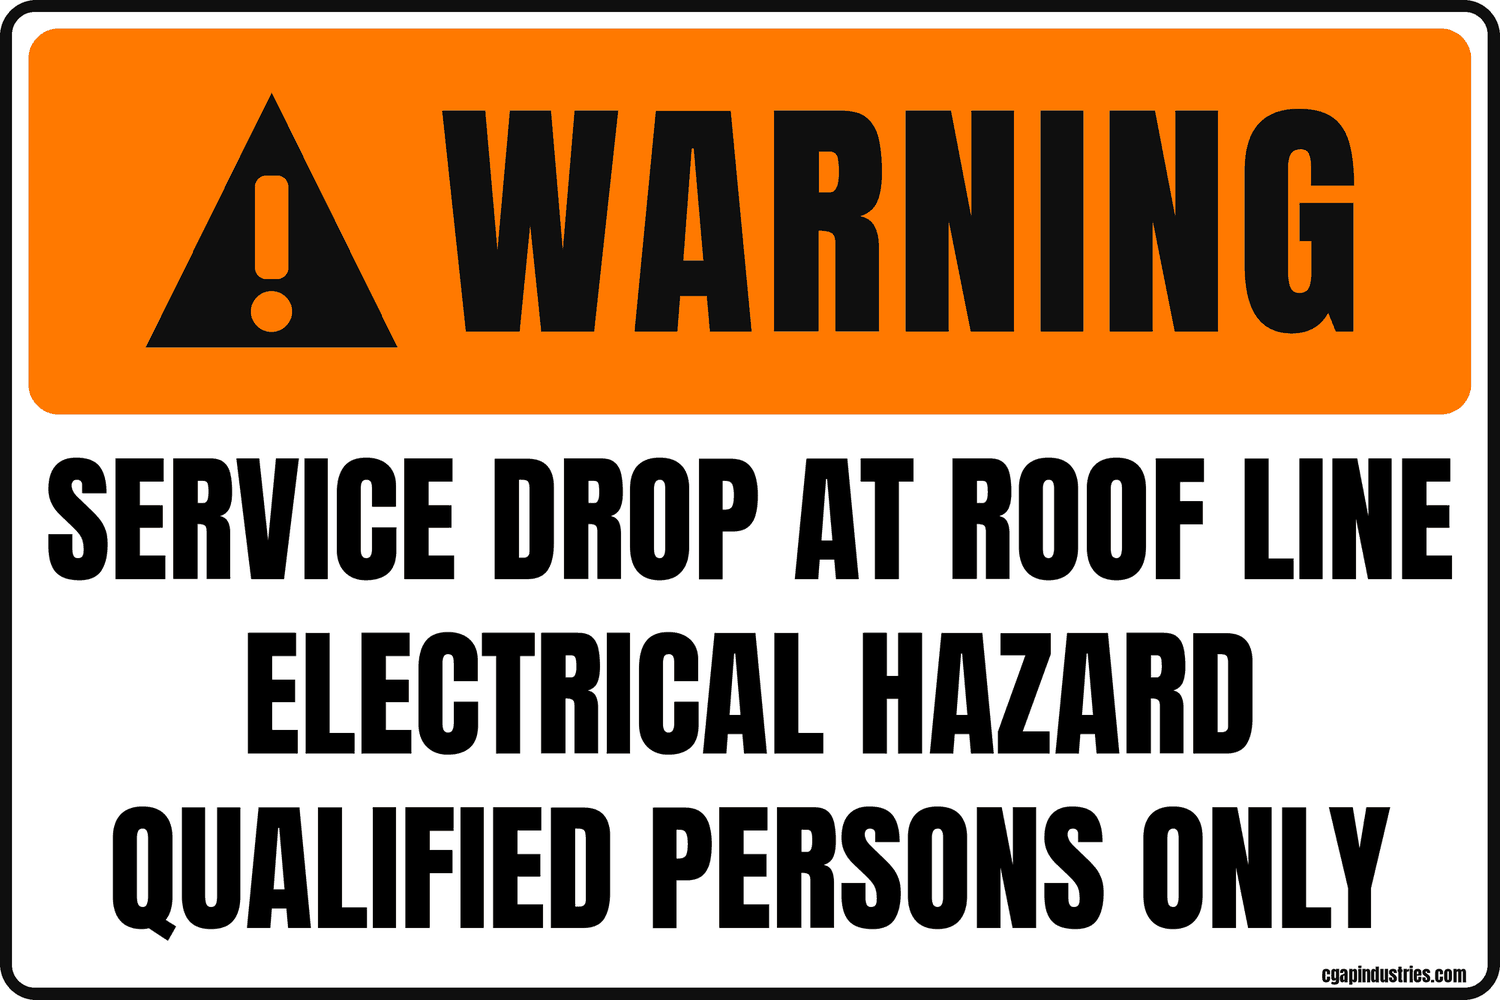 WARNING
SERVICE DROP AT ROOF LINE
ELECTRICAL HAZARD
QUALIFIED PERSONS ONLY
cgapindustries.com